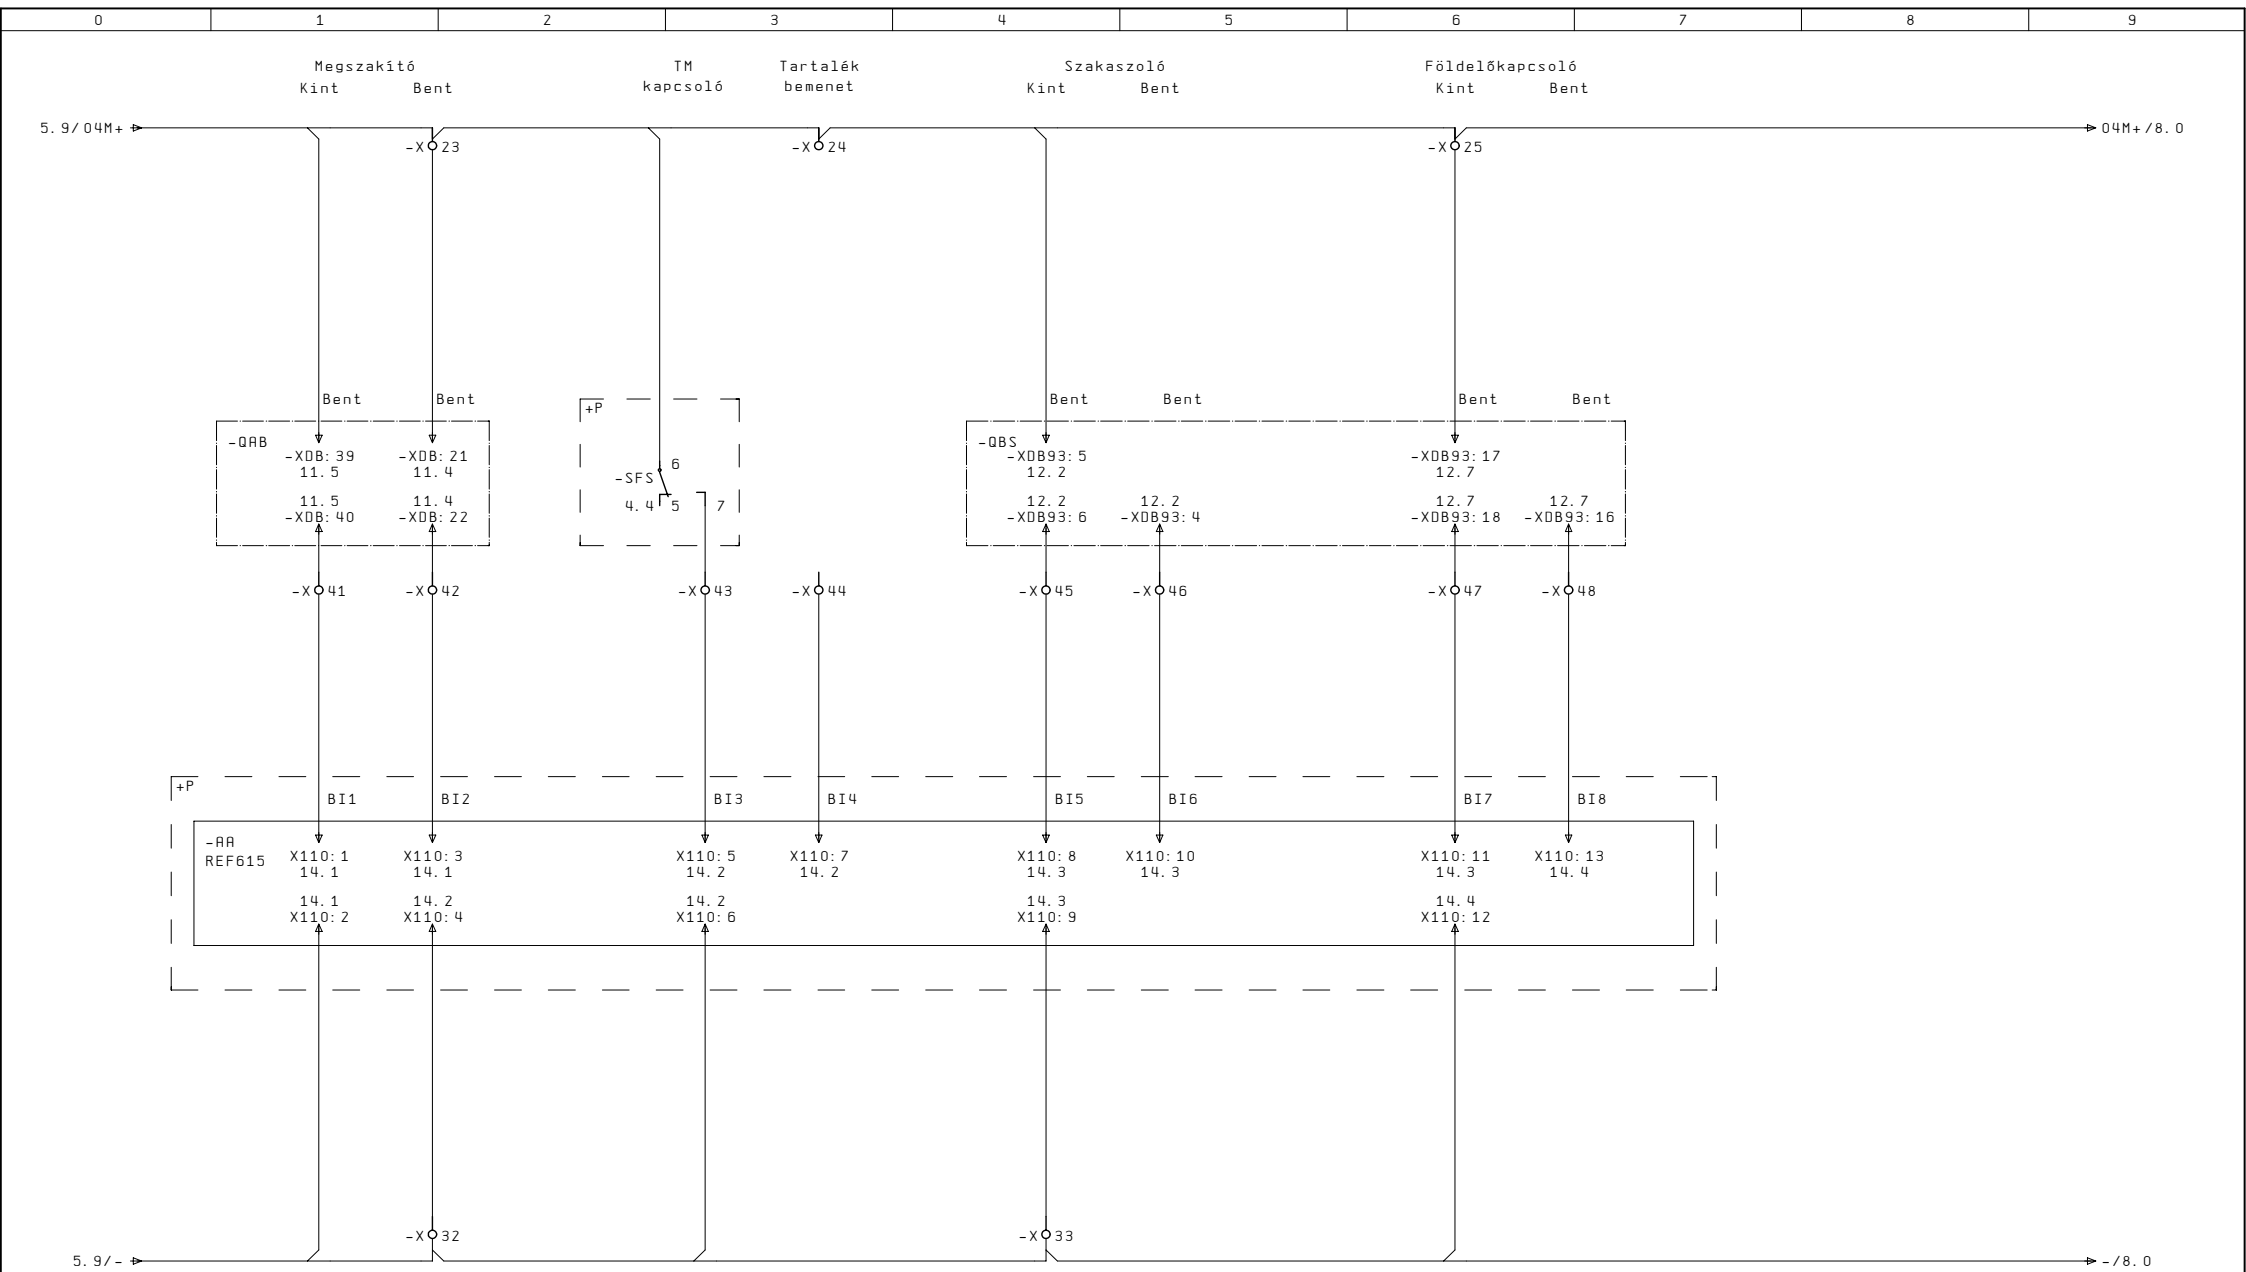 0 1 2 3 4 5 6 7 8 9
Megszakító TM Tartalék Szakaszoló Földelőkapcsoló
Kint Bent kapcsoló bemenet Kint Bent Kint Bent
5.9/04M+ 04M+/8.0
-X 23 -X 24 -X 25
Bent Bent Bent Bent Bent Bent
+P
-QAB -QBS
-XDB:39 -XDB:21 6 -XDB93:5 -XDB93:17
11.5 11.4 -SFS 12.2 12.7
11.5 11.4 4.4 5 7 12.2 12.2 12.7 12.7
-XDB:40 -XDB:22 -XDB93:6 -XDB93:4 -XDB93:18 -XDB93:16
-X 41 -X 42 -X 43 -X 44 -X 45 -X 46 -X 47 -X 48
+P
BI1 BI2 BI3 BI4 BI5 BI6 BI7 BI8
-AA
REF615 X110:1 X110:3 X110:5 X110:7 X110:8 X110:10 X110:11 X110:13
14.1 14.1 14.2 14.2 14.3 14.3 14.3 14.4
14.1 14.2 14.2 14.3 14.4
X110:2 X110:4 X110:6 X110:9 X110:12
-X 32 -X 33
5.9/- -/8.0